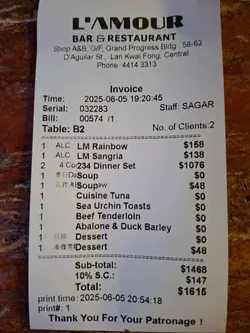 L'AMOUR
BAR & RESTAURANT
Shop A&B, G/F, Grand Progress Bldg., 58-62
D'Aguilar St., Lan Kwai Fong, Central
Phone: 4414 3313
Invoice
Time: 2025-06-05 19:20:45
Serial: 032283 Staff: SAGAR
Bill: 00574 /1
Table: B2 No. of Clients:2
1 ALC LM Rainbow $158
1 ALC LM Sangria $138
2 4 Co 234 Dinner Set $1076
1 Soup $0
1 Soup $48
1 Cuisine Tuna $0
1 Sea Urchin Toasts $0
1 Beef Tenderloin $0
1 Abalone & Duck Barley $0
1 Dessert $0
1 Dessert $48
Sub-total: $1468
10% S.C.: $147
Total: $1615
print time: 2025-06-05 20:54:18
Thank You For Your Patronage !